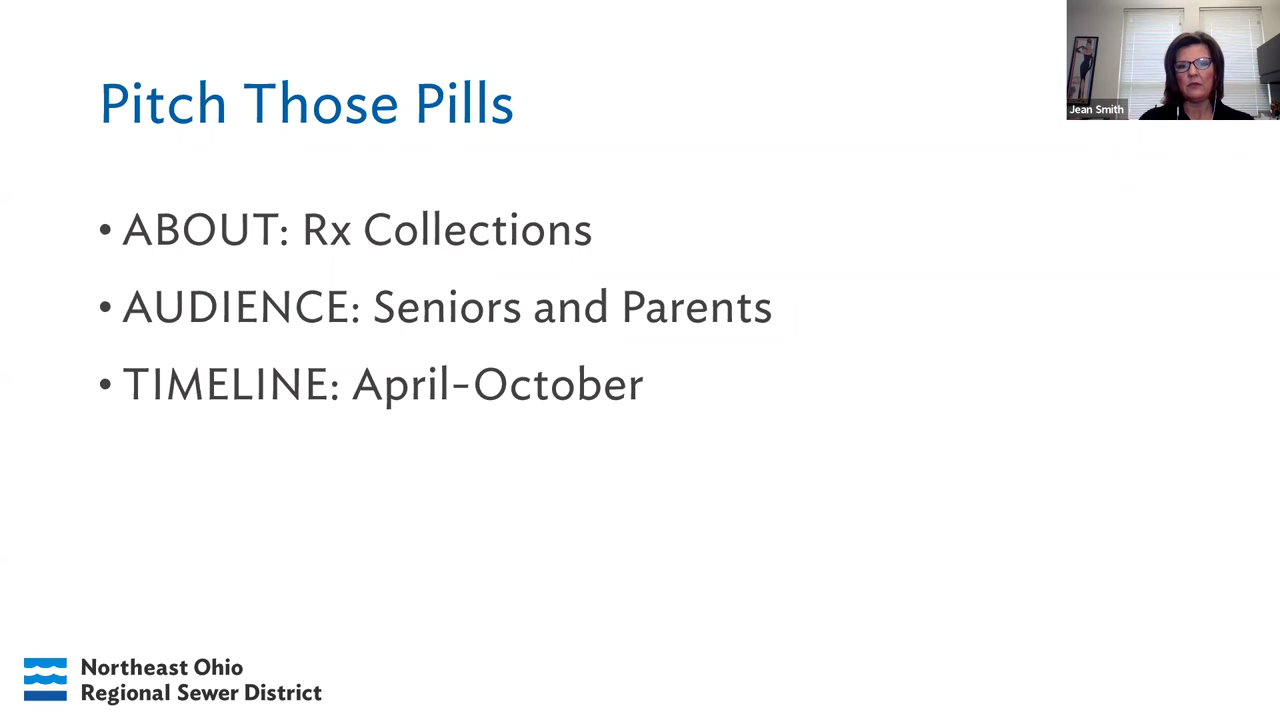 Pitch Those Pills
Jean Smith
• ABOUT: Rx Collections
• AUDIENCE: Seniors and Parents
• TIMELINE: April–October
Northeast Ohio
Regional Sewer District